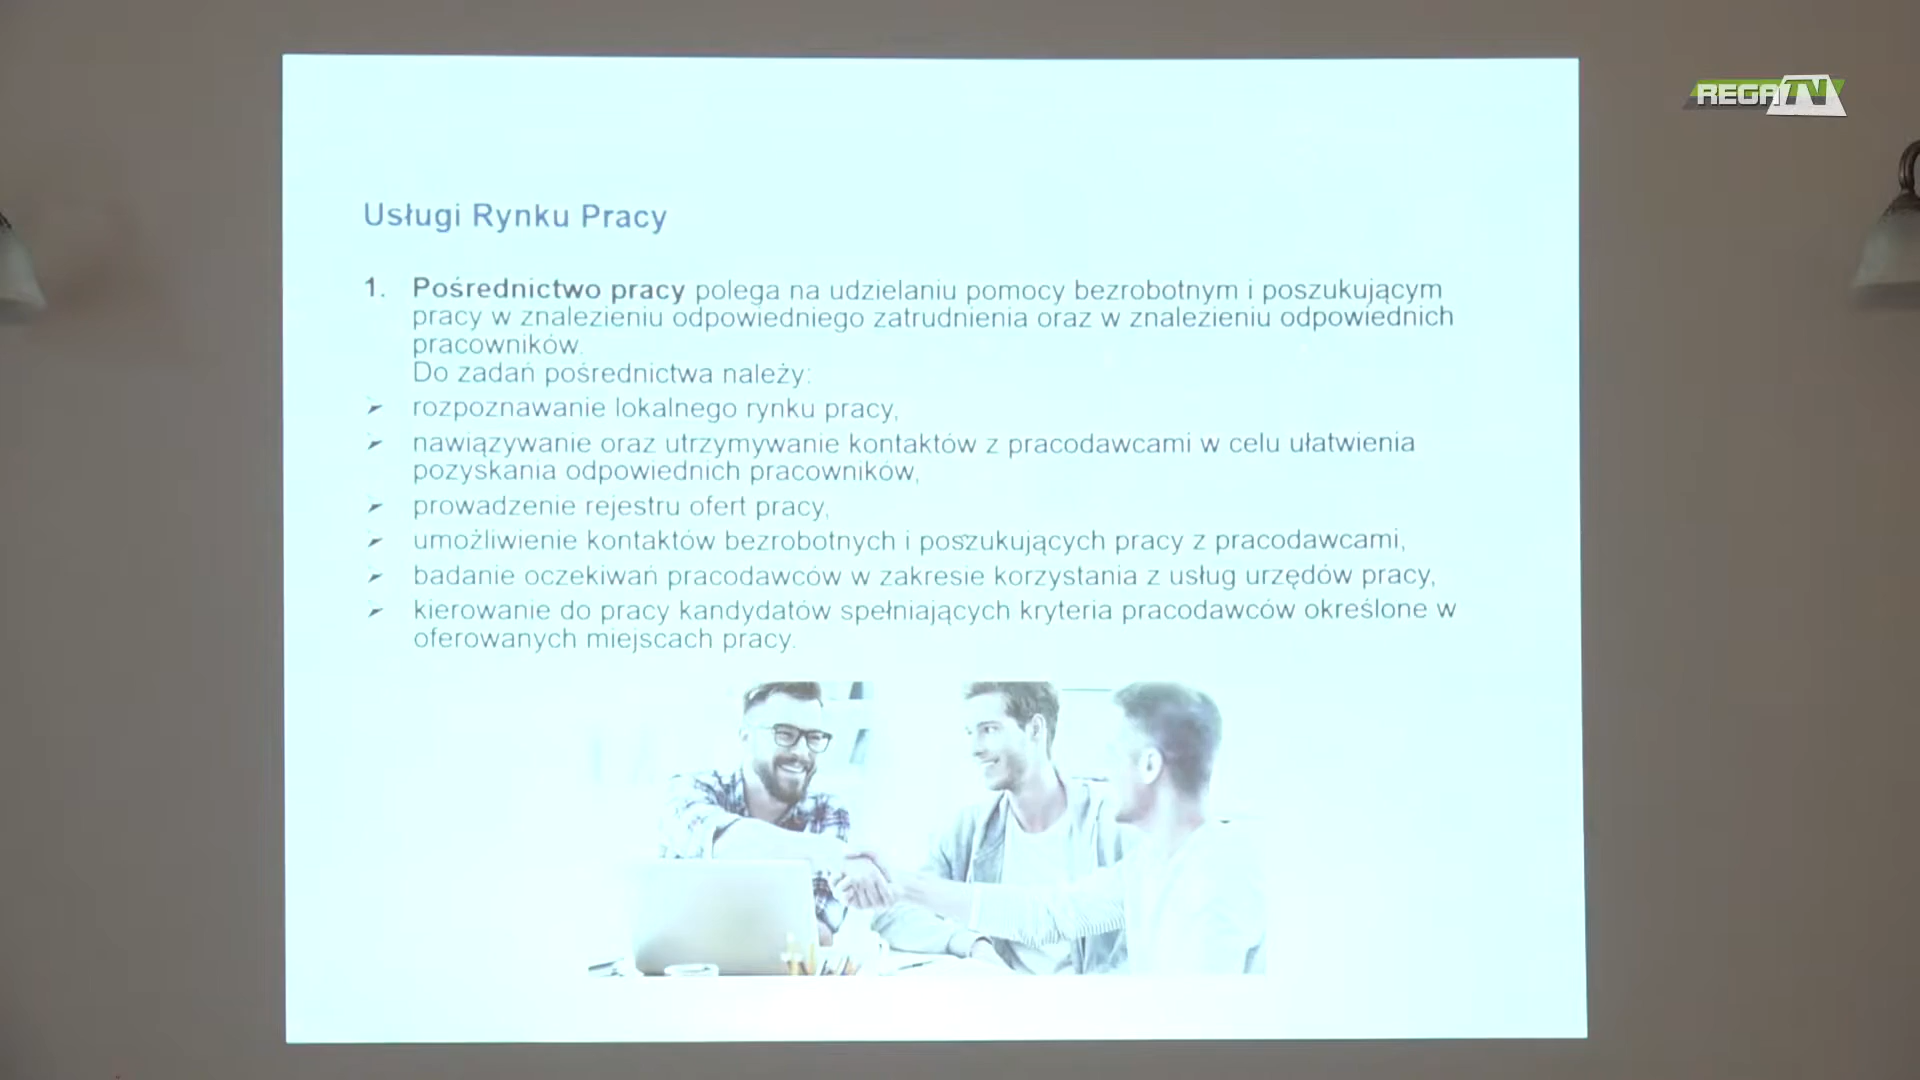 REGA TV
Usługi Rynku Pracy
1. Pośrednictwo pracy polega na udzielaniu pomocy bezrobotnym i poszukującym
pracy w znalezieniu odpowiedniego zatrudnienia oraz w znalezieniu odpowiednich
pracowników.
Do zadań pośrednictwa należy:
➢ rozpoznawanie lokalnego rynku pracy,
➢ nawiązywanie oraz utrzymywanie kontaktów z pracodawcami w celu ułatwienia
pozyskania odpowiednich pracowników,
➢ prowadzenie rejestru ofert pracy,
➢ umożliwienie kontaktów bezrobotnych i poszukujących pracy z pracodawcami,
➢ badanie oczekiwań pracodawców w zakresie korzystania z usług urzędów pracy,
➢ kierowanie do pracy kandydatów spełniających kryteria pracodawców określone w
oferowanych miejscach pracy.